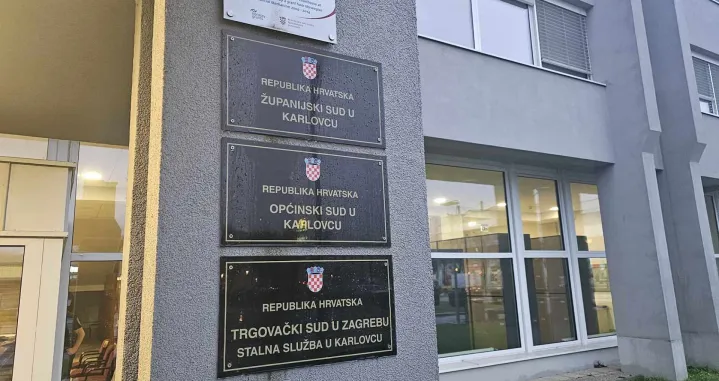 REPUBLIKA HRVATSKA
ŽUPANIJSKI SUD U
KARLOVCU
REPUBLIKA HRVATSKA
OPĆINSKI SUD U
KARLOVCU
REPUBLIKA HRVATSKA
TRGOVAČKI SUD U ZAGREBU
STALNA SLUŽBA U KARLOVCU